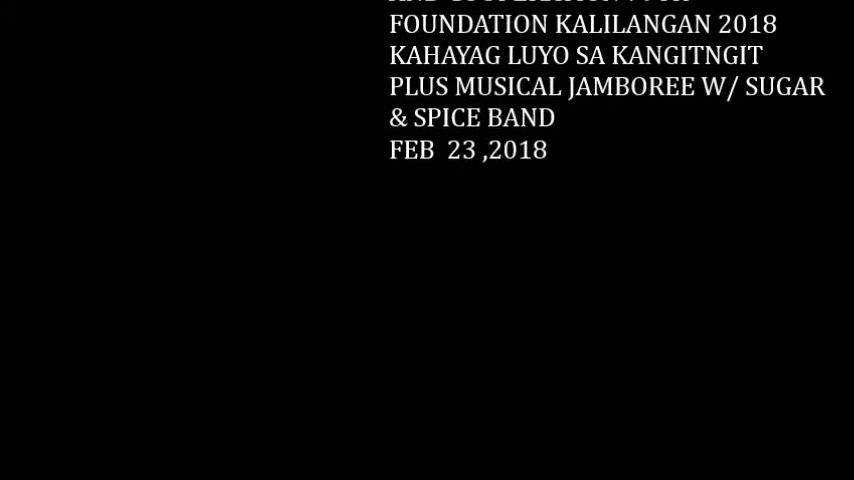 FOUNDATION KALILANGAN 2018
KAHAYAG LUYO SA KANGITNGIT
PLUS MUSICAL JAMBOREE W/ SUGAR
& SPICE BAND
FEB 23 ,2018